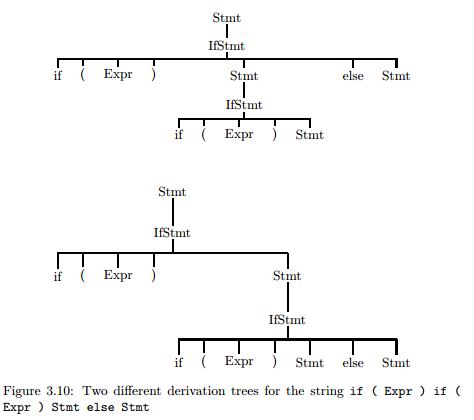 Stmt
IfStmt
if ( Expr ) Stmt else Stmt
IfStmt
if ( Expr ) Stmt
Stmt
IfStmt
if ( Expr ) Stmt
IfStmt
if ( Expr ) Stmt else Stmt
Figure 3.10: Two different derivation trees for the string if ( Expr ) if (
Expr ) Stmt else Stmt